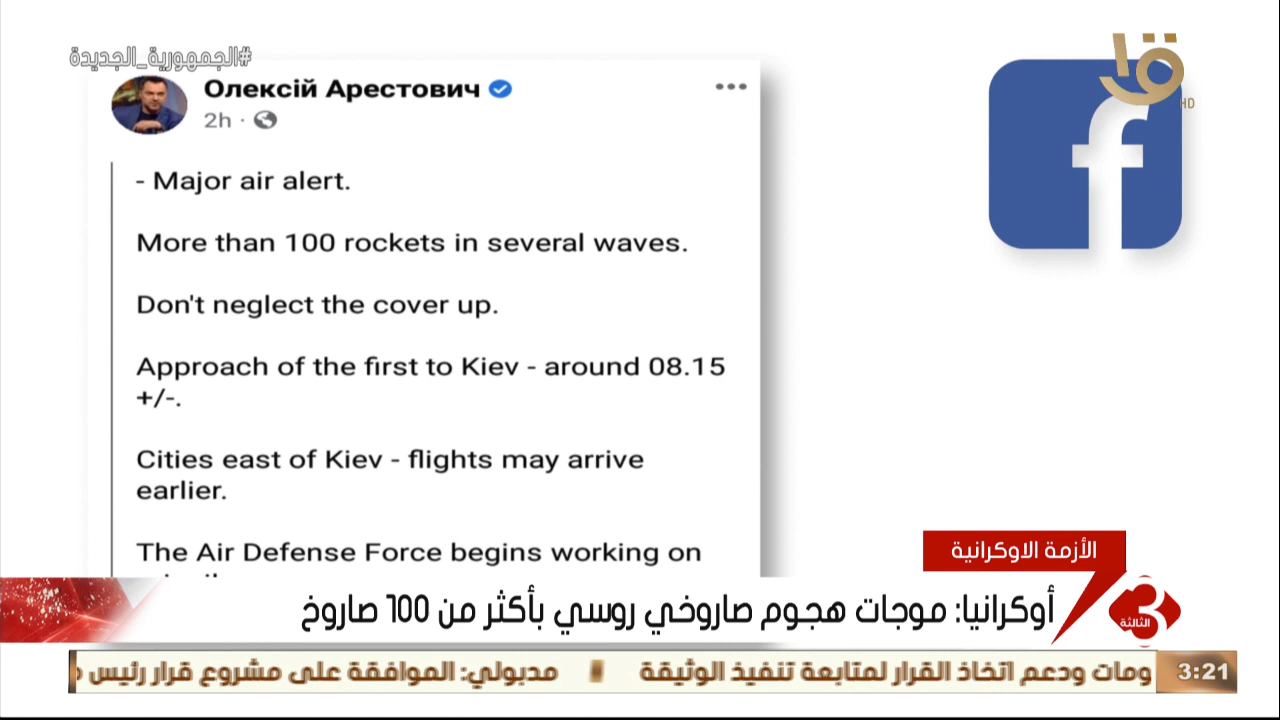 #الجمهورية_الجديدة
HD
Олексій Арестович
2h
- Major air alert.
More than 100 rockets in several waves.
Don't neglect the cover up.
Approach of the first to Kiev - around 08.15
+/-.
Cities east of Kiev - flights may arrive
earlier.
The Air Defense Force begins working on
الأزمة الاوكرانية
أوكرانيا: موجات هجوم صاروخي روسي بأكثر من 100 صاروخ
3 الثالثة
ومات ودعم اتخاذ القرار لمتابعة تنفيذ الوثيقة
مدبولي: الموافقة على مشروع قرار رئيس
3:21